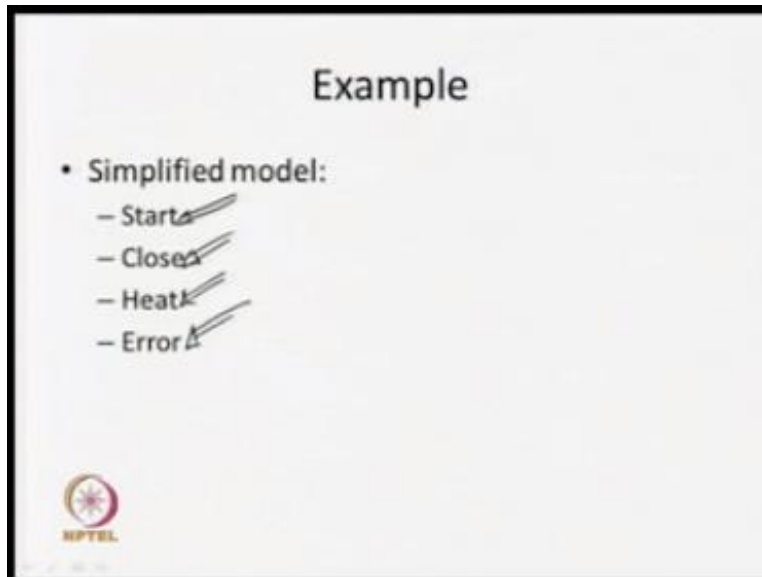 Example
• Simplified model:
– Start
– Close
– Heat
– Error
NPTEL